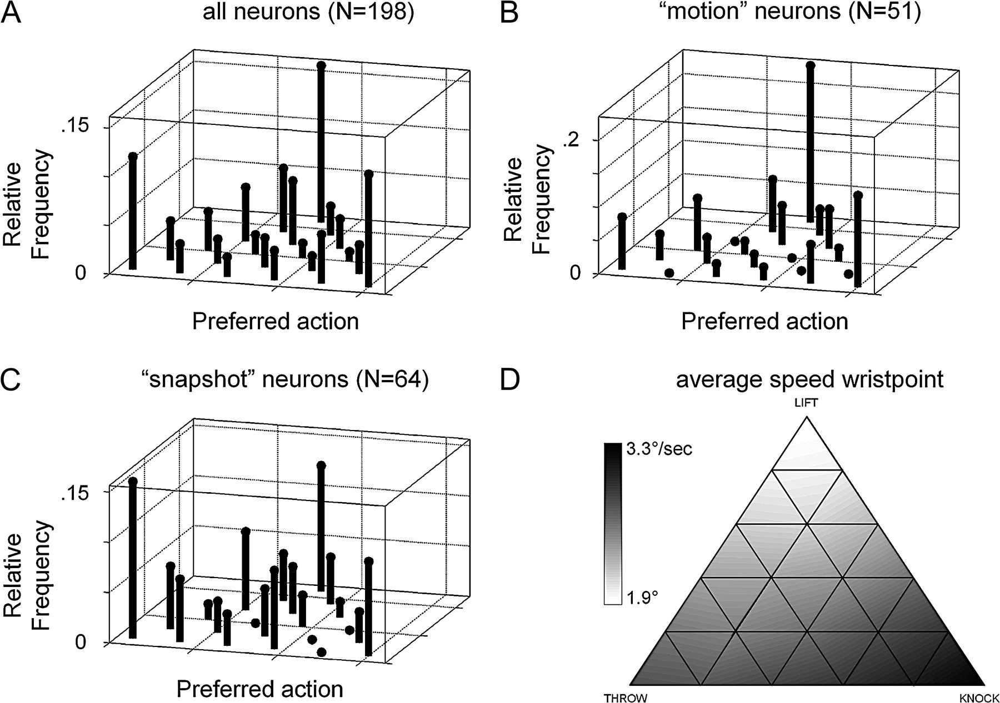 A
all neurons (N=198)
.15
0
Relative
Frequency
Preferred action
B
“motion” neurons (N=51)
.2
0
Relative
Frequency
Preferred action
C
“snapshot” neurons (N=64)
.15
0
Relative
Frequency
Preferred action
D
average speed wristpoint
LIFT
3.3°/sec
1.9°
THROW
KNOCK